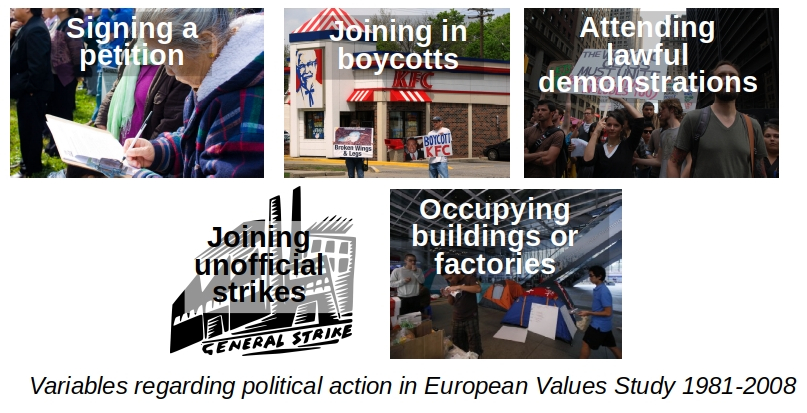 Signing a
petition
Joining in
boycotts
KFC
Broken Wings
& Legs
BOYCOTT
KFC
Attending
lawful
demonstrations
Joining
unofficial
strikes
GENERAL STRIKE
Occupying
buildings or
factories
Variables regarding political action in European Values Study 1981-2008